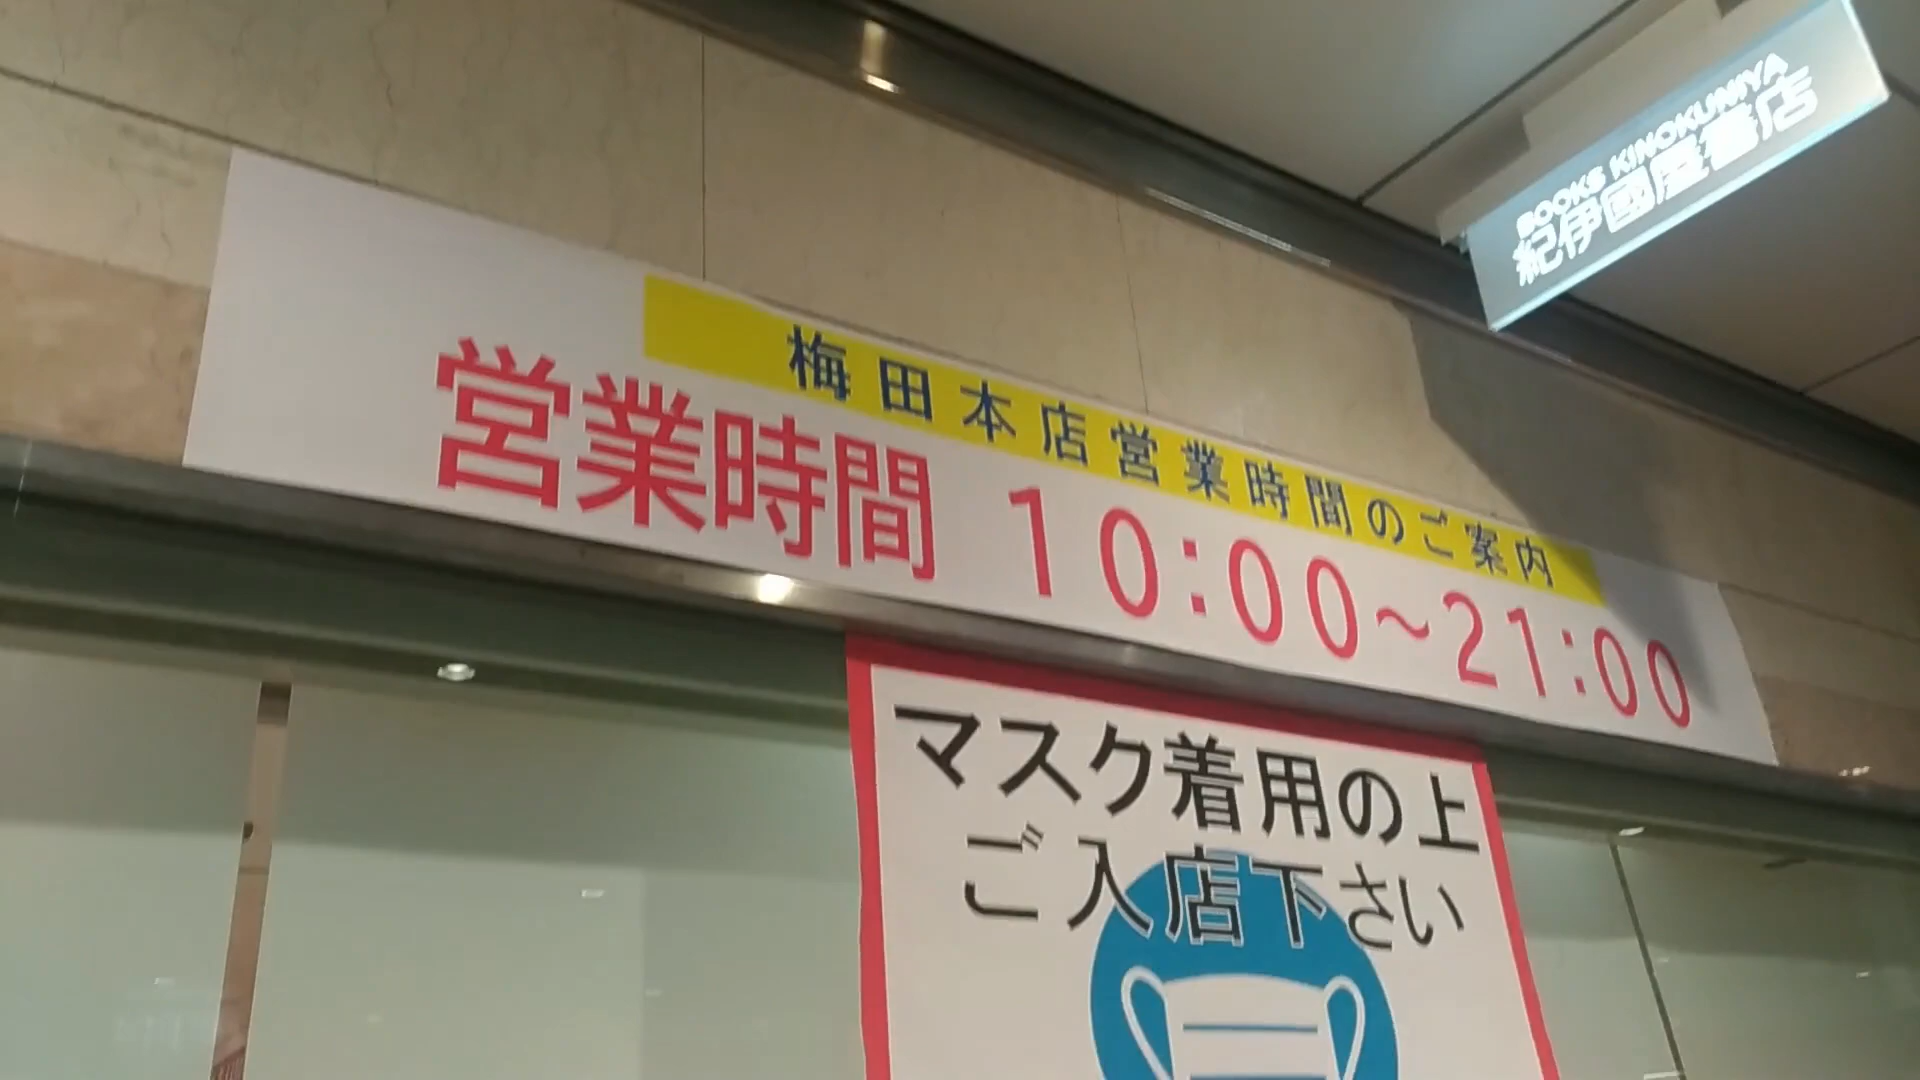 BOOKS KINOKUNIYA
紀伊國屋書店
梅田本店営業時間のご案内
営業時間 10:00~21:00
マスク着用の上
ご入店下さい